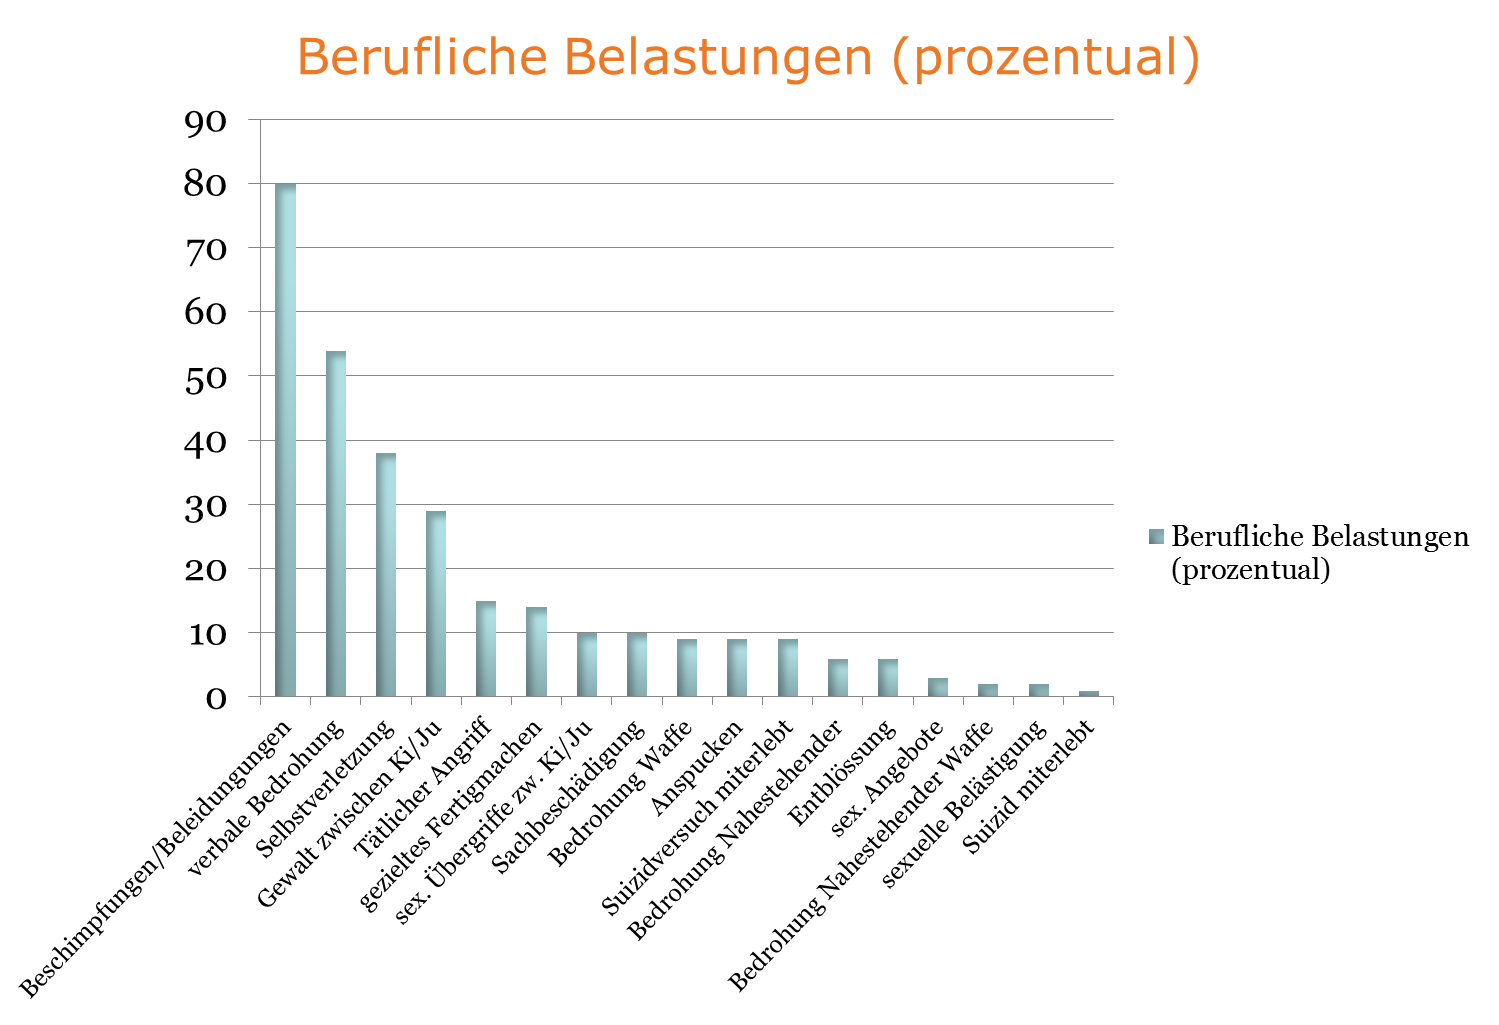 Berufliche Belastungen (prozentual)
90
80
70
60
50
40
30
20
10
0
Beschimpfungen/Beleidungungen
verbale Bedrohung
Selbstverletzung
Gewalt zwischen Ki/Ju
Tätlicher Angriff
gezieltes Fertigmachen
sex. Übergriffe zw. Ki/Ju
Sachbeschädigung
Bedrohung Waffe
Anspucken
Suizidversuch miterlebt
Bedrohung Nahestehender
Entblössung
sex. Angebote
Bedrohung Nahestehender Waffe
sexuelle Belästigung
Suizid miterlebt
Berufliche Belastungen
(prozentual)